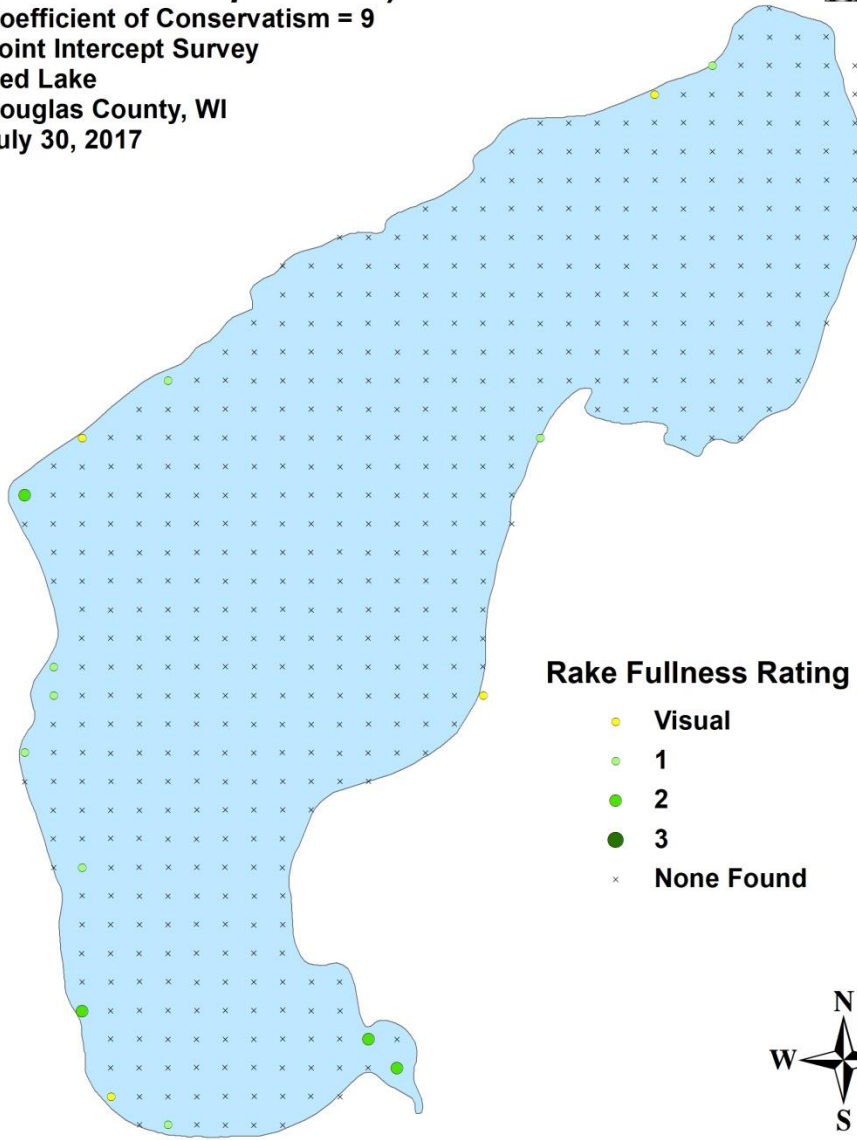 oefficient of Conservatism = 9
oint Intercept Survey
ed Lake
ouglas County, WI
uly 30, 2017
Rake Fullness Rating
Visual
1
2
3
None Found
N
W
S